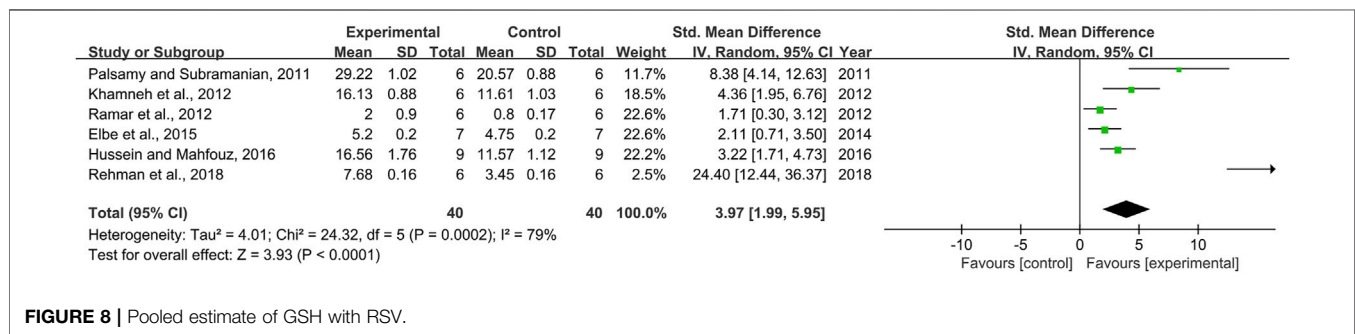 Experimental Control Std. Mean Difference Std. Mean Difference
Study or Subgroup Mean SD Total Mean SD Total Weight IV, Random, 95% CI Year IV, Random, 95% CI
Palsamy and Subramanian, 2011 29.22 1.02 6 20.57 0.88 6 11.7% 8.38 [4.14, 12.63] 2011
Khamneh et al., 2012 16.13 0.88 6 11.61 1.03 6 18.5% 4.36 [1.95, 6.76] 2012
Ramar et al., 2012 2 0.9 6 0.8 0.17 6 22.6% 1.71 [0.30, 3.12] 2012
Elbe et al., 2015 5.2 0.2 7 4.75 0.2 7 22.6% 2.11 [0.71, 3.50] 2014
Hussein and Mahfouz, 2016 16.56 1.76 9 11.57 1.12 9 22.2% 3.22 [1.71, 4.73] 2016
Rehman et al., 2018 7.68 0.16 6 3.45 0.16 6 2.5% 24.40 [12.44, 36.37] 2018
Total (95% CI) 40 40 100.0% 3.97 [1.99, 5.95]
Heterogeneity: Tau² = 4.01; Chi² = 24.32, df = 5 (P = 0.0002); I² = 79%
Test for overall effect: Z = 3.93 (P < 0.0001)
-10 -5 0 5 10
Favours [control] Favours [experimental]
FIGURE 8 | Pooled estimate of GSH with RSV.